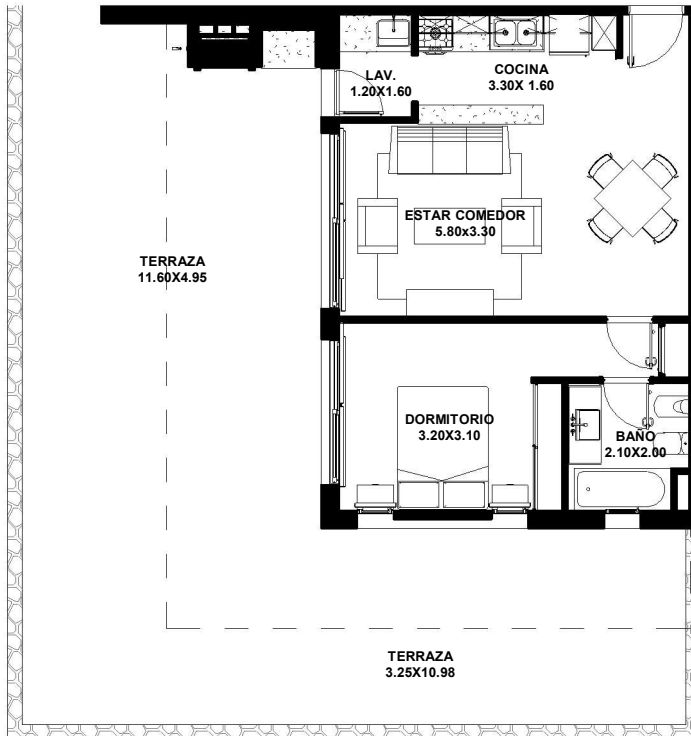 LAV.
1.20X1.60
COCINA
3.30X 1.60
ESTAR COMEDOR
5.80x3.30
TERRAZA
11.60X4.95
DORMITORIO
3.20X3.10
BAÑO
2.10X2.00
TERRAZA
3.25X10.98